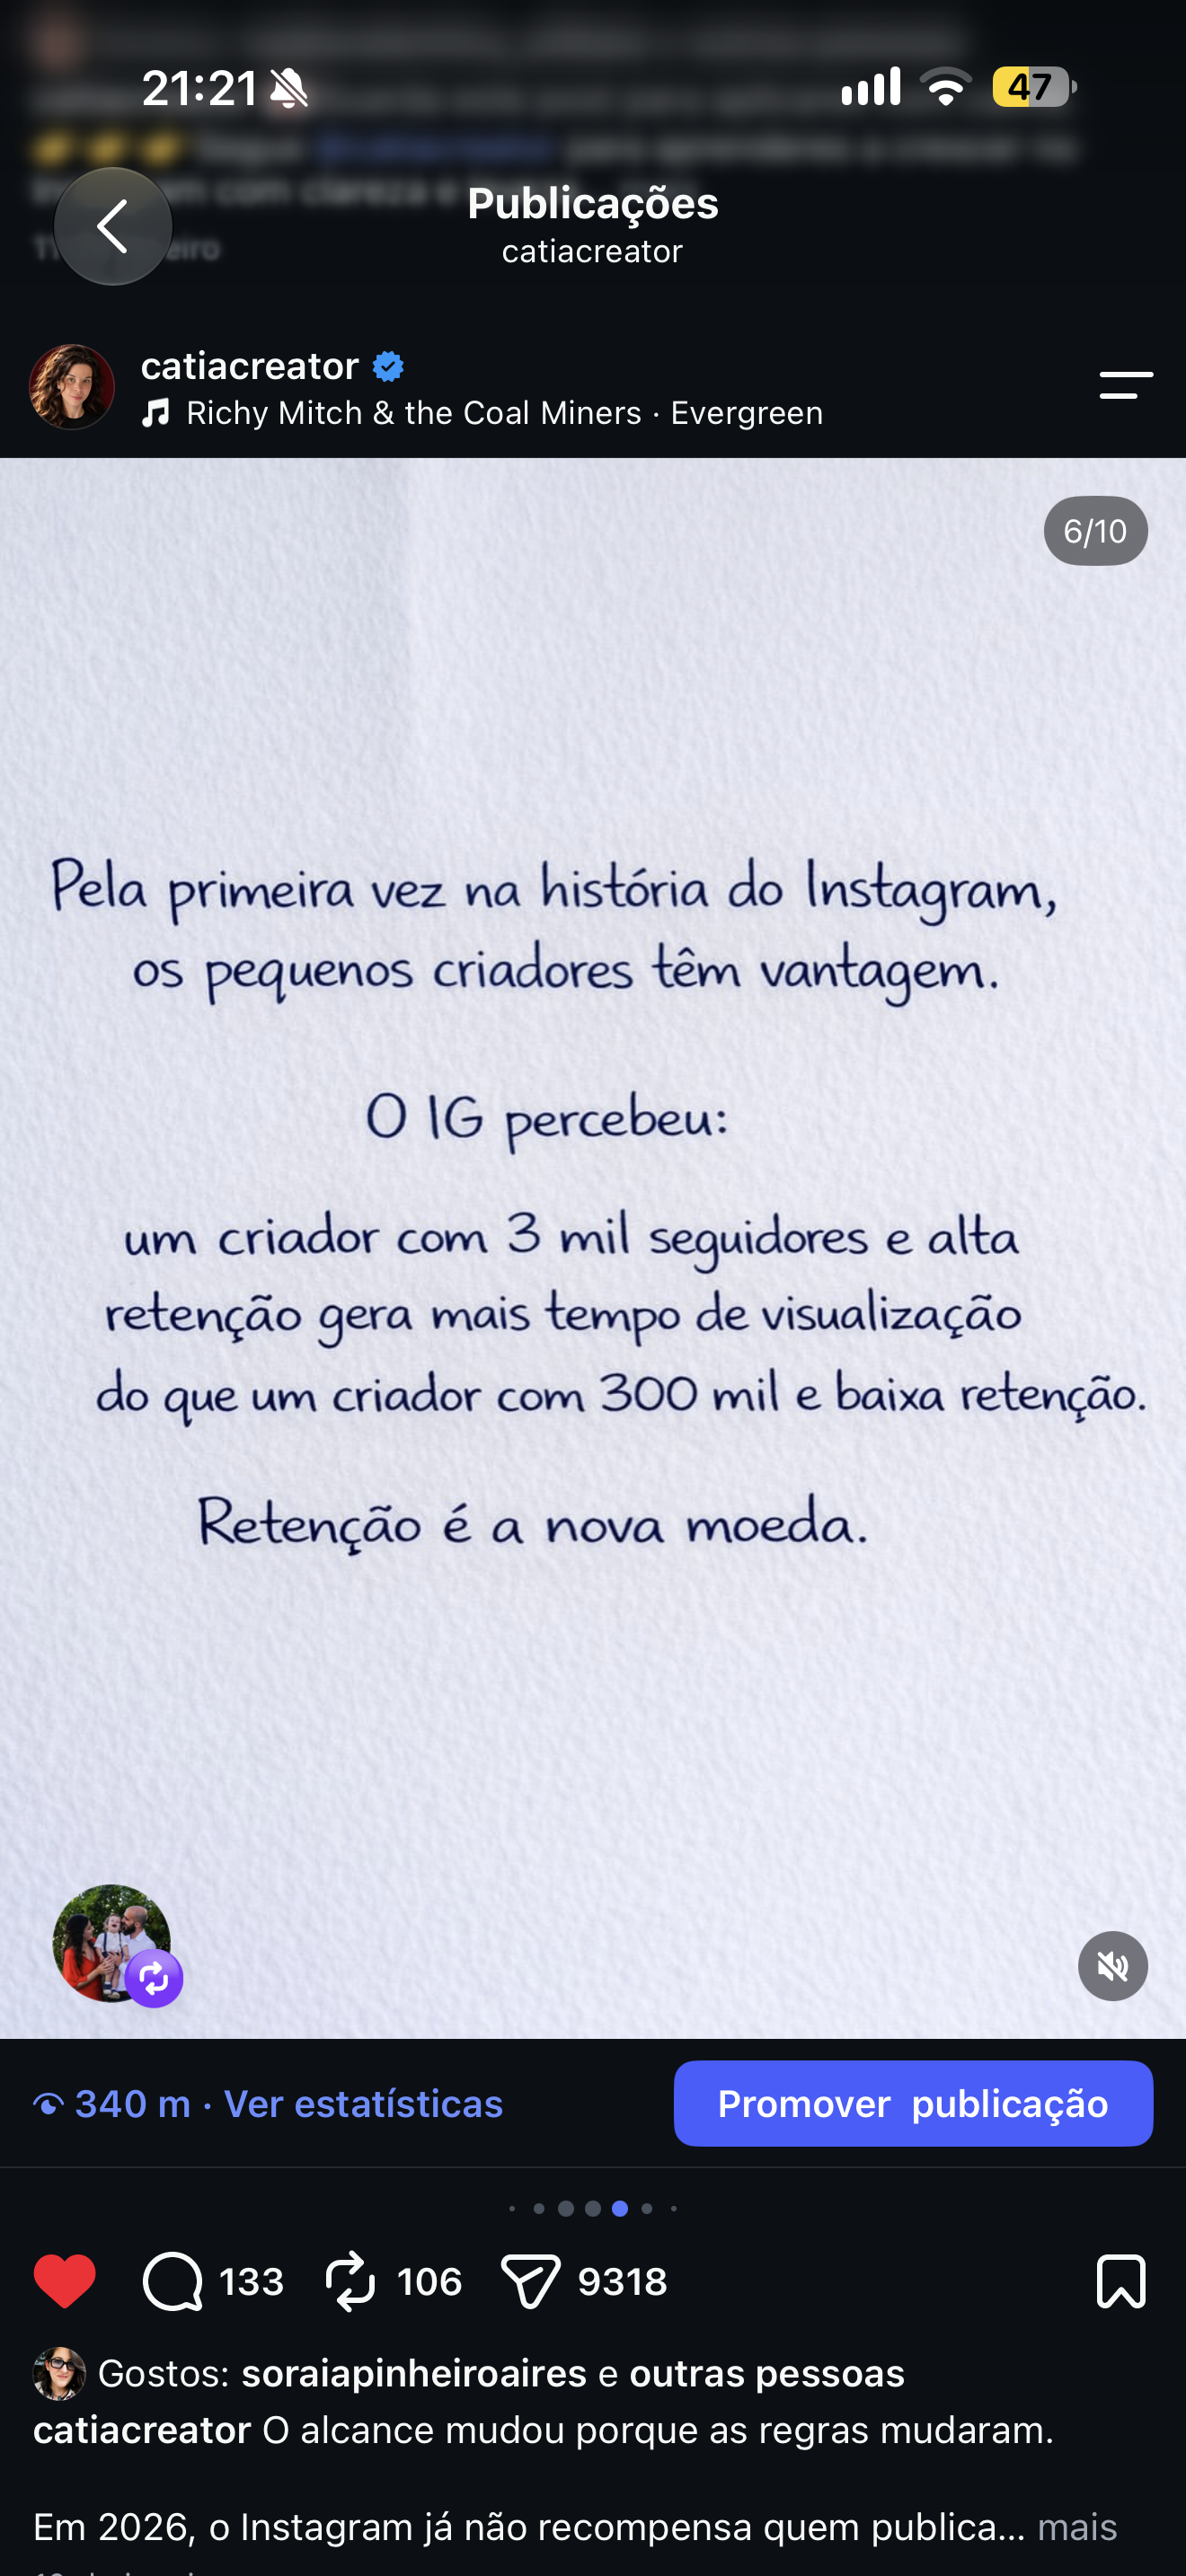 21:21
47
Publicações
catiacreator
catiacreator
Richy Mitch & the Coal Miners · Evergreen
6/10
Pela primeira vez na história do Instagram,
os pequenos criadores têm vantagem.
O IG percebeu:
um criador com 3 mil seguidores e alta
retenção gera mais tempo de visualização
do que um criador com 300 mil e baixa retenção.
Retenção é a nova moeda.
340 m · Ver estatísticas
Promover publicação
133
106
9318
Gostos: soraiapinheiroaires e outras pessoas
catiacreator O alcance mudou porque as regras mudaram.
Em 2026, o Instagram já não recompensa quem publica... mais